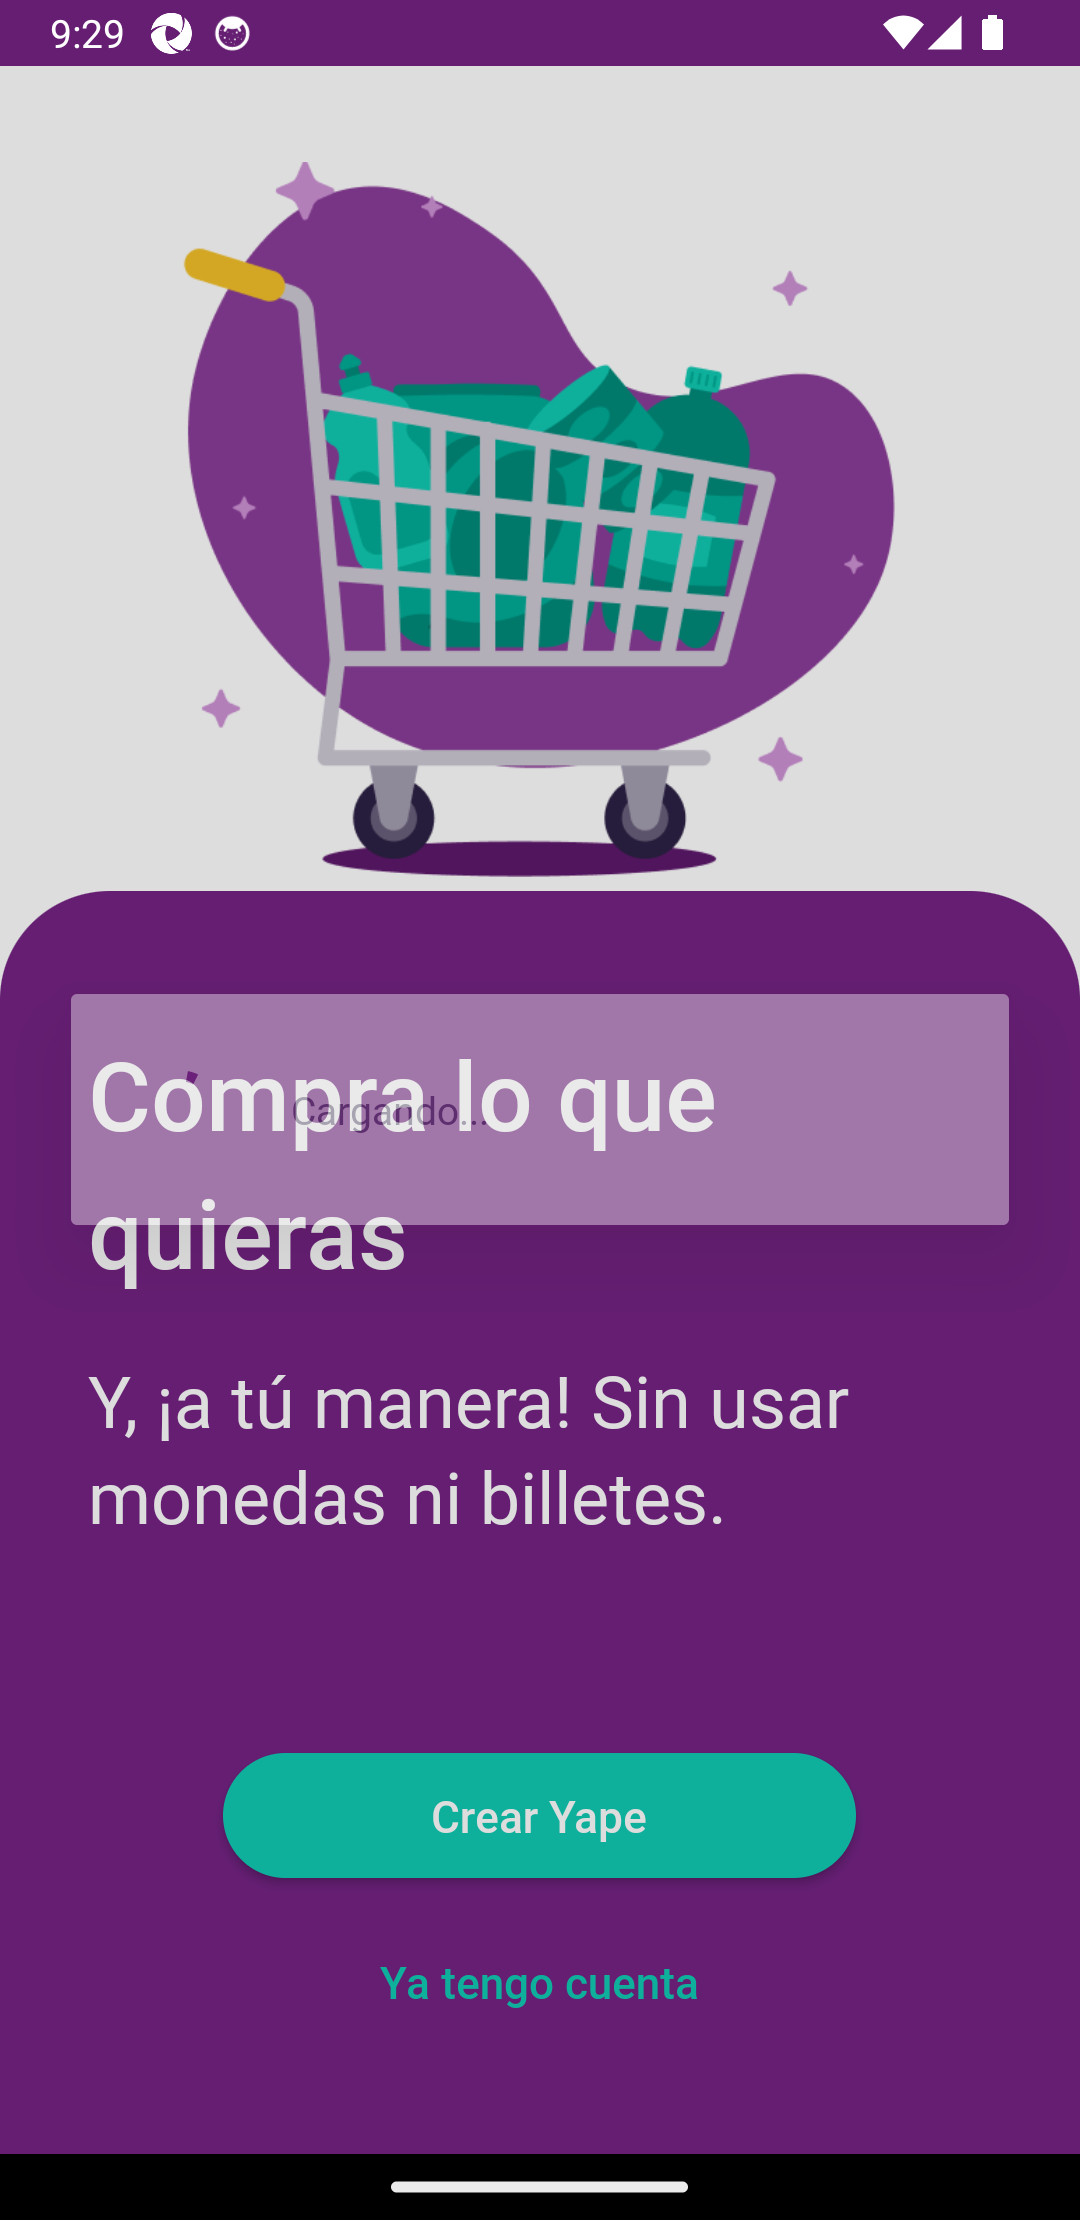 9:29
Compra lo que
Cargando...
quieras
Y, ¡a tú manera! Sin usar
monedas ni billetes.
Crear Yape
Ya tengo cuenta